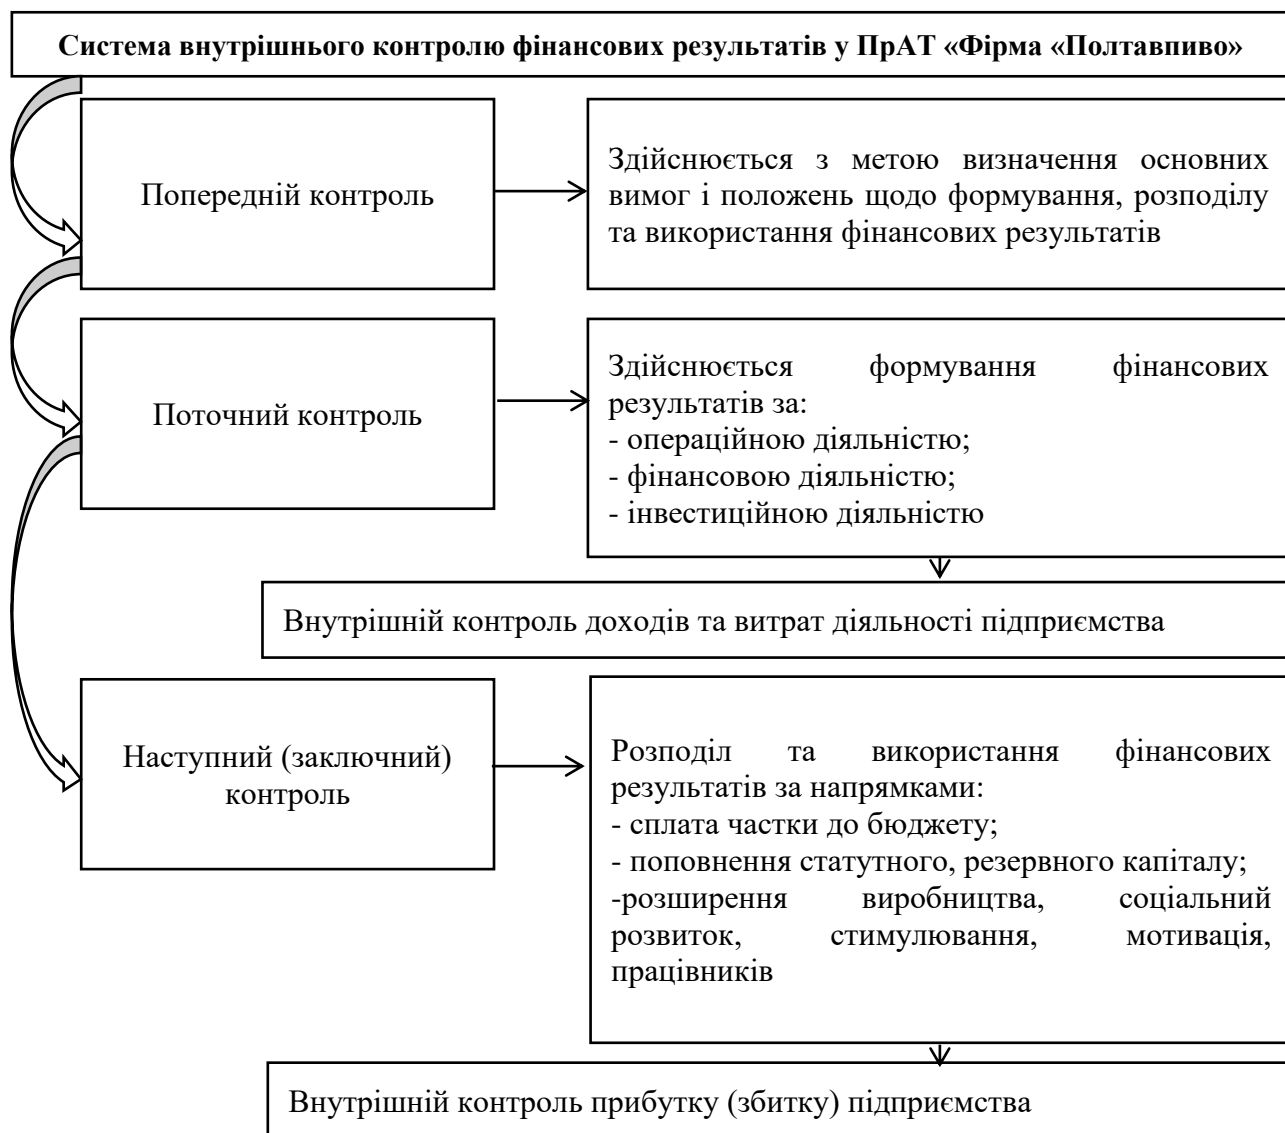 Система внутрішнього контролю фінансових результатів у ПрАТ «Фірма «Полтавпиво»
Попередній контроль
Здійснюється з метою визначення основних
вимог і положень щодо формування, розподілу
та використання фінансових результатів
Поточний контроль
Здійснюється формування фінансових
результатів за:
- операційною діяльністю;
- фінансовою діяльністю;
- інвестиційною діяльністю
Внутрішній контроль доходів та витрат діяльності підприємства
Наступний (заключний)
контроль
Розподіл та використання фінансових
результатів за напрямками:
- сплата частки до бюджету;
- поповнення статутного, резервного капіталу;
-розширення виробництва, соціальний
розвиток, стимулювання, мотивація,
працівників
Внутрішній контроль прибутку (збитку) підприємства